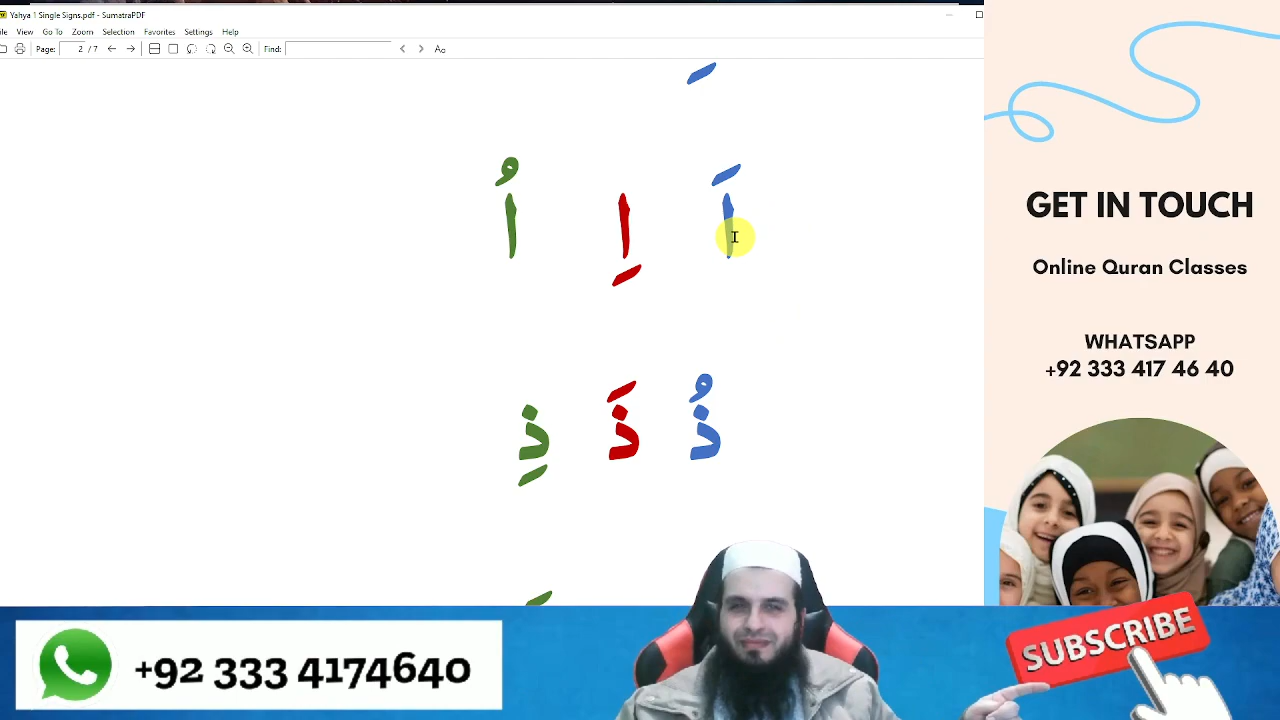 Yahya 1 Single Signs.pdf - SumatraPDF
View Go To Zoom Selection Favorites Settings Help
Page: 2 / 7 Find:
اَ اِ اُ
ذُ ذَ ذِ
GET IN TOUCH
Online Quran Classes
WHATSAPP
+92 333 417 46 40
+92 333 4174640
SUBSCRIBE